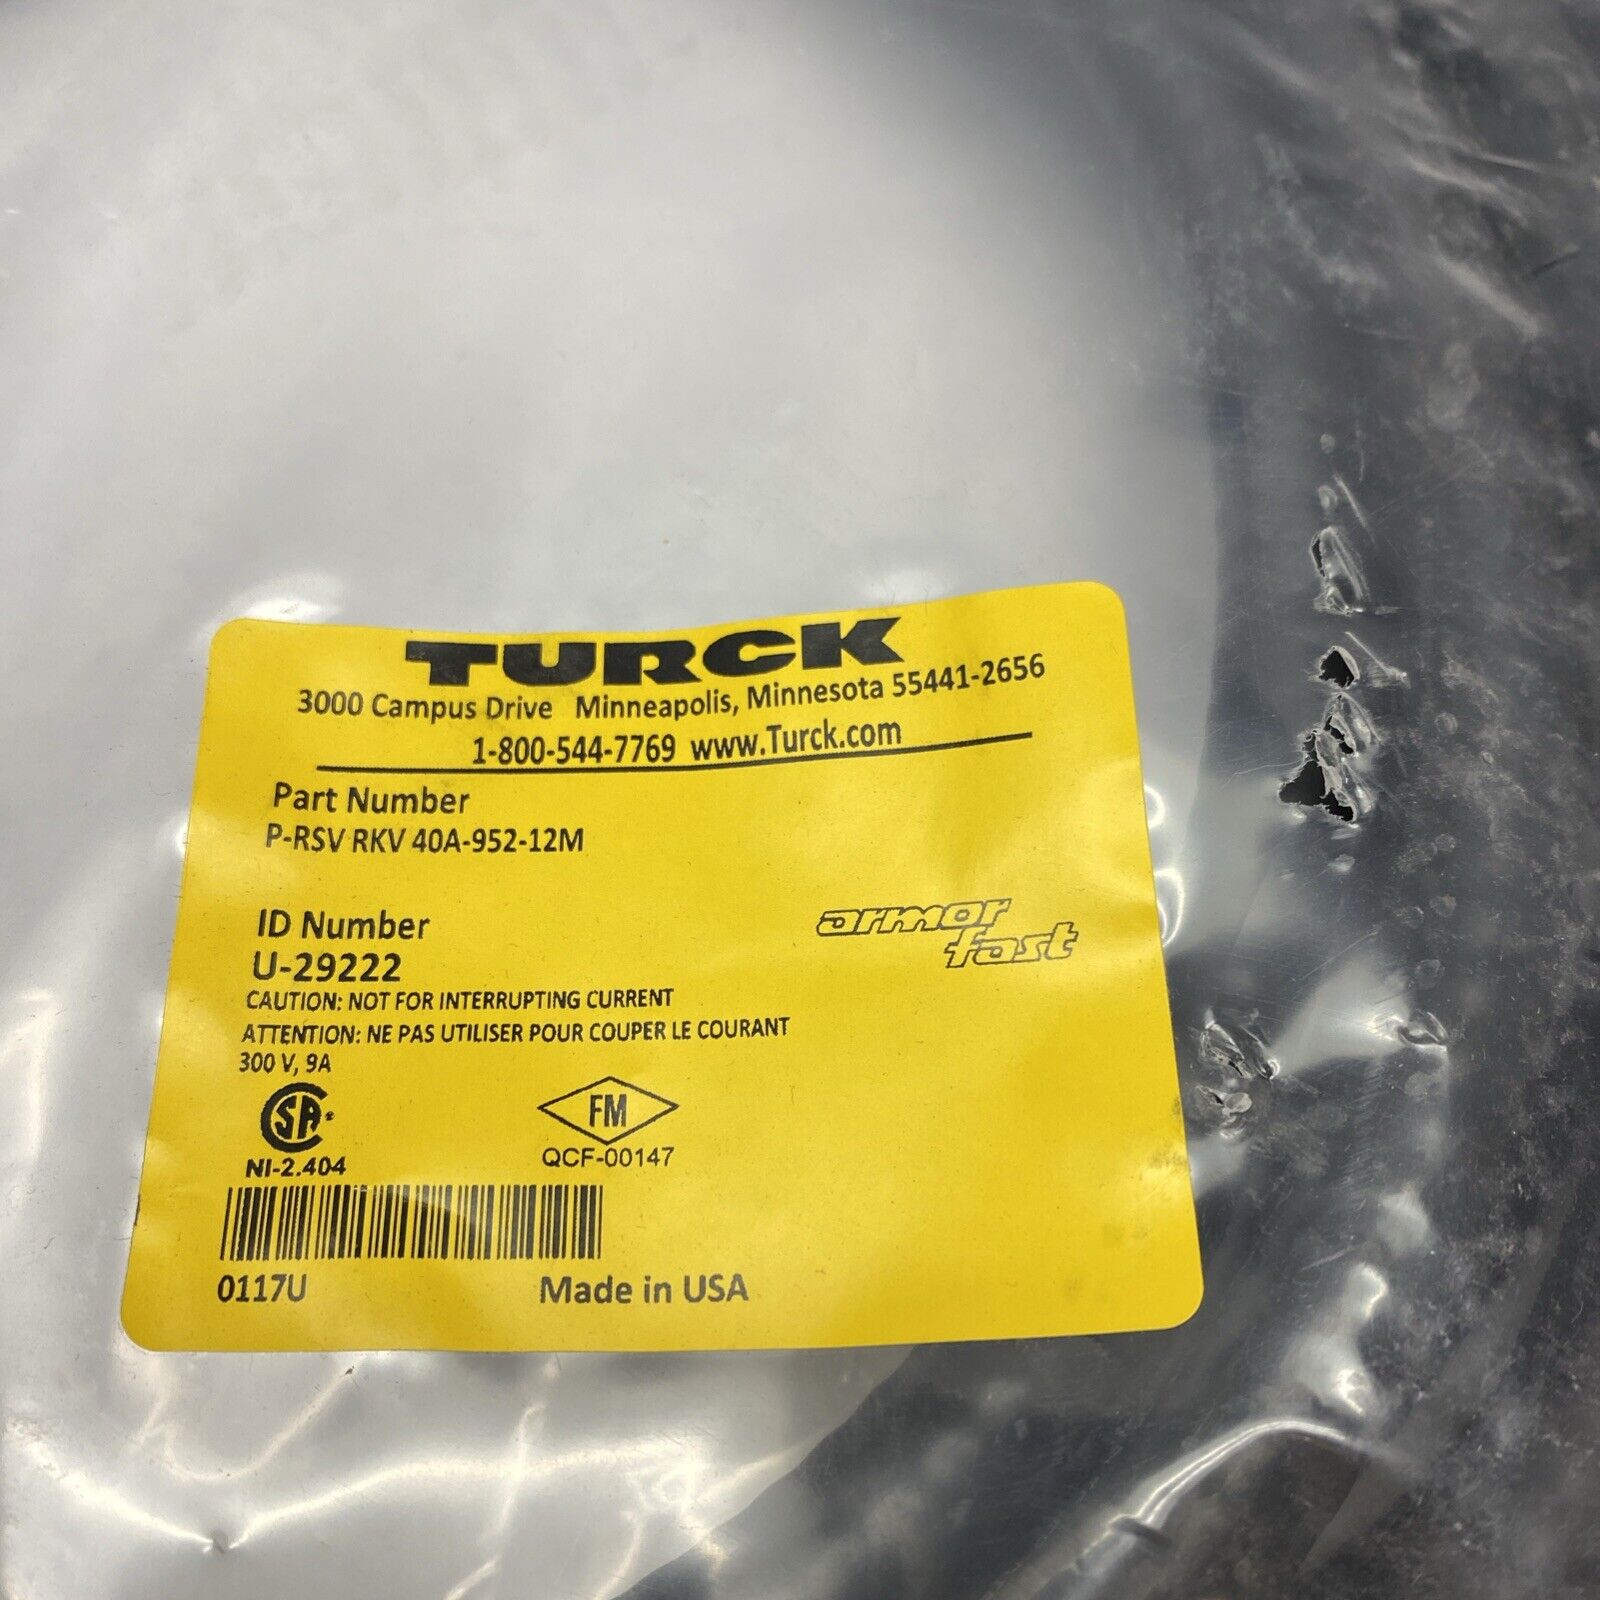 TURCK
3000 Campus Drive Minneapolis, Minnesota 55441-2656
1-800-544-7769 www.Turck.com
Part Number
P-RSV RKV 40A-952-12M
armor
fast
ID Number
U-29222
CAUTION: NOT FOR INTERRUPTING CURRENT
ATTENTION: NE PAS UTILISER POUR COUPER LE COURANT
300 V, 9A
CSA®
FM
NI-2.404
QCF-00147
0117U
Made in USA